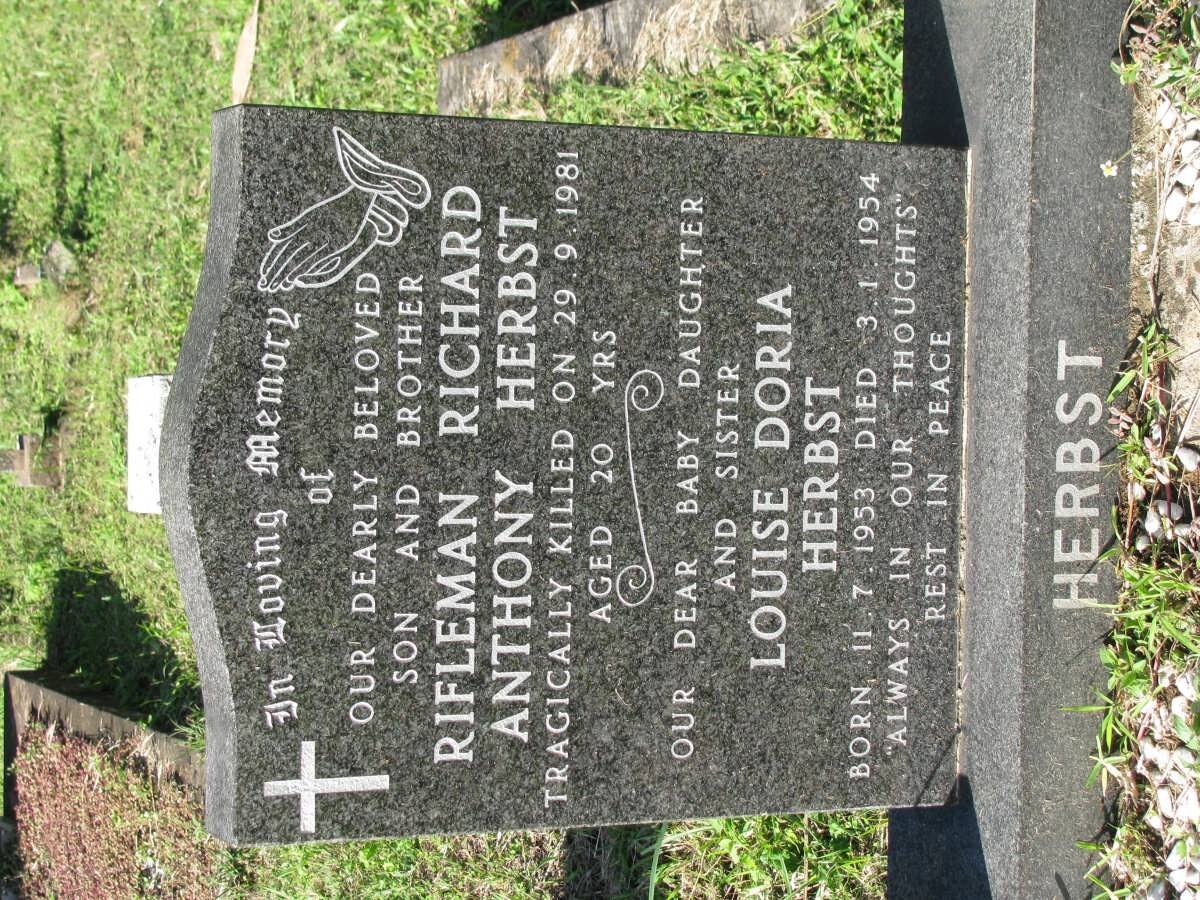 In Loving Memory
of
OUR DEARLY BELOVED
SON AND BROTHER
RIFLEMAN RICHARD
ANTHONY HERBST
TRAGICALLY KILLED ON 29.9.1981
AGED 20 YRS
OUR DEAR BABY DAUGHTER
AND SISTER
LOUISE DORIA
HERBST
BORN 11.7.1953 DIED 3.1.1954
"ALWAYS IN OUR THOUGHTS"
REST IN PEACE
HERBST